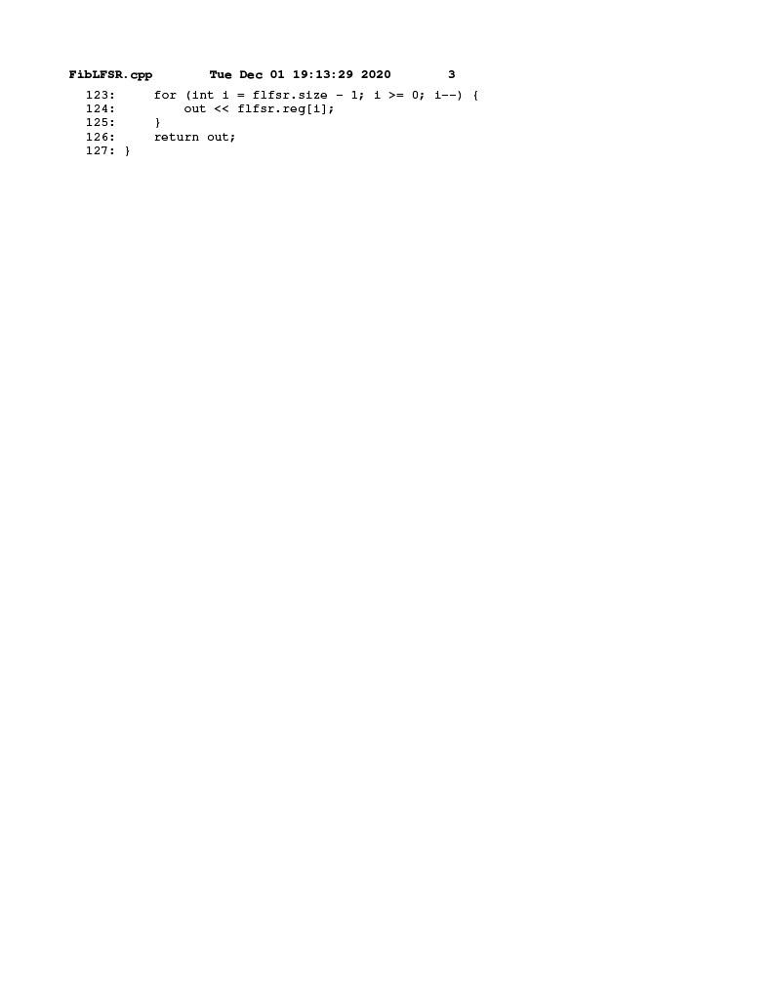 FibLFSR.cpp        Tue Dec 01 19:13:29 2020        3
123:     for (int i = flfsr.size - 1; i >= 0; i--) {
124:         out << flfsr.reg[i];
125:     }
126:     return out;
127: }